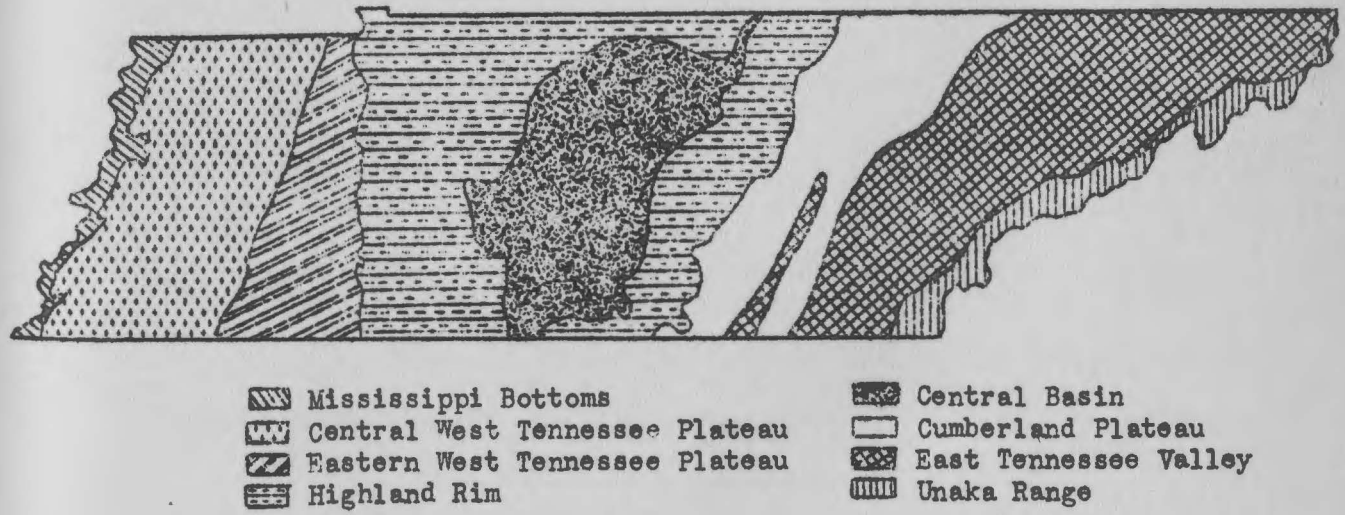 Mississippi Bottoms
Central West Tennessee Plateau
Eastern West Tennessee Plateau
Highland Rim
Central Basin
Cumberland Plateau
East Tennessee Valley
Unaka Range